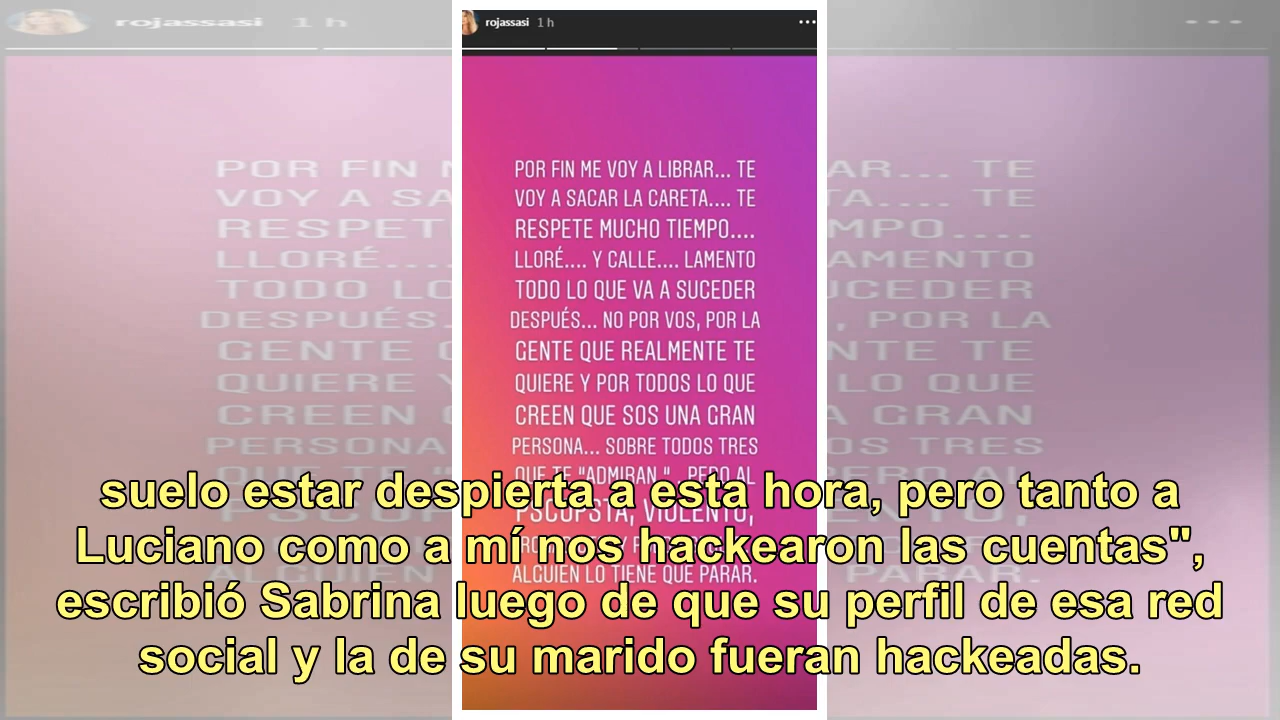 rojassasi 1 h
rojassasi 1 h
POR FIN ME VOY A LIBRAR... TE
VOY A SACAR LA CARETA.... TE
RESPETE MUCHO TIEMPO....
LLORÉ.... Y CALLE.... LAMENTO
TODO LO QUE VA A SUCEDER
DESPUÉS... NO POR VOS, POR LA
GENTE QUE REALMENTE TE
QUIERE Y POR TODOS LO QUE
CREEN QUE SOS UNA GRAN
PERSONA... SOBRE TODOS TRES
QUE TE "ADMIRAN ".. PERO AL
PSCOPSTA, VIOLENTO,
ALGUIEN LO TIENE QUE PARAR.
suelo estar despierta a esta hora, pero tanto a
Luciano como a mí nos hackearon las cuentas",
escribió Sabrina luego de que su perfil de esa red
social y la de su marido fueran hackeadas.